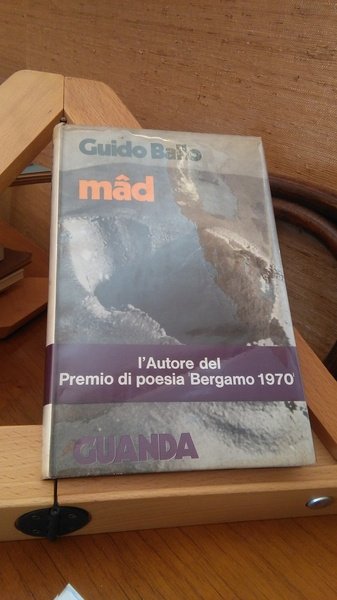 Guido Ballo
mâd
l'Autore del
Premio di poesia 'Bergamo 1970'
GUANDA